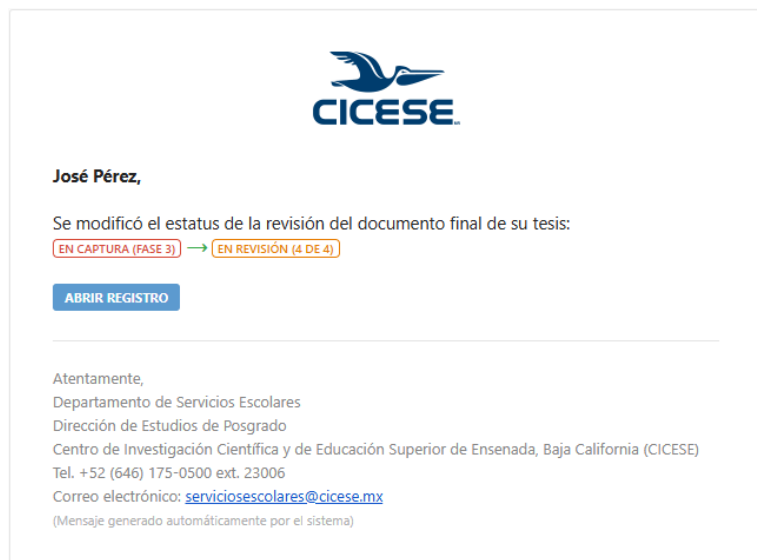 CICESE
José Pérez,
Se modificó el estatus de la revisión del documento final de su tesis:
EN CAPTURA (FASE 3) → EN REVISIÓN (4 DE 4)
ABRIR REGISTRO
Atentamente,
Departamento de Servicios Escolares
Dirección de Estudios de Posgrado
Centro de Investigación Científica y de Educación Superior de Ensenada, Baja California (CICESE)
Tel. +52 (646) 175-0500 ext. 23006
Correo electrónico: serviciosescolares@cicese.mx
(Mensaje generado automáticamente por el sistema)